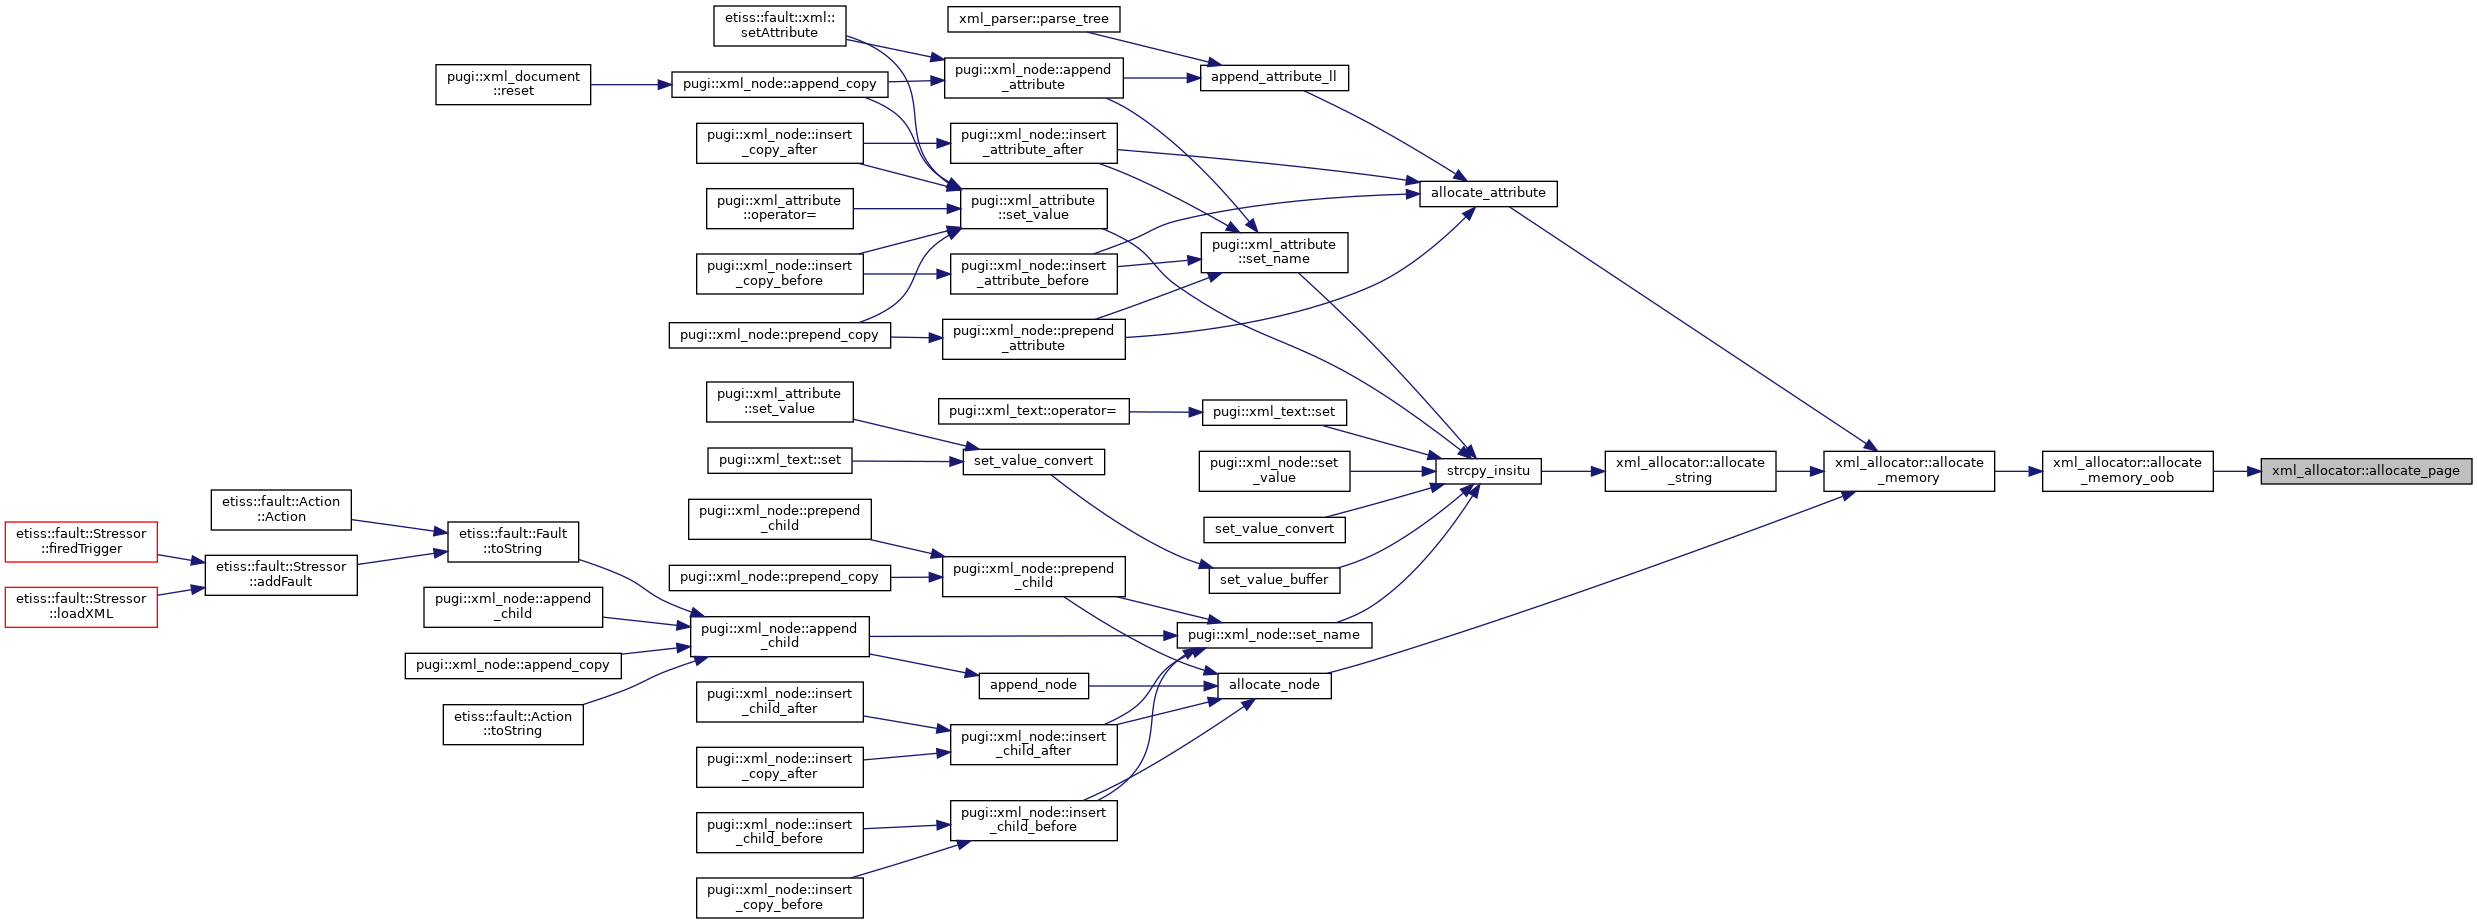 etiss::fault::xml::
setAttribute
xml_parser::parse_tree
pugi::xml_document
::reset
pugi::xml_node::append_copy
pugi::xml_node::append
_attribute
append_attribute_ll
pugi::xml_node::insert
_copy_after
pugi::xml_node::insert
_attribute_after
pugi::xml_attribute
::operator=
pugi::xml_attribute
::set_value
allocate_attribute
pugi::xml_attribute
::set_name
pugi::xml_node::insert
_copy_before
pugi::xml_node::insert
_attribute_before
pugi::xml_node::prepend_copy
pugi::xml_node::prepend
_attribute
pugi::xml_attribute
::set_value
pugi::xml_text::operator=
pugi::xml_text::set
pugi::xml_text::set
set_value_convert
pugi::xml_node::set
_value
strcpy_insitu
xml_allocator::allocate
_string
xml_allocator::allocate
_memory
xml_allocator::allocate
_memory_oob
xml_allocator::allocate_page
set_value_convert
set_value_buffer
etiss::fault::Action
::Action
pugi::xml_node::prepend
_child
etiss::fault::Stressor
::firedTrigger
etiss::fault::Fault
::toString
etiss::fault::Stressor
::addFault
pugi::xml_node::prepend_copy
pugi::xml_node::prepend
_child
etiss::fault::Stressor
::loadXML
pugi::xml_node::append
_child
pugi::xml_node::append
_child
pugi::xml_node::set_name
pugi::xml_node::append_copy
append_node
allocate_node
etiss::fault::Action
::toString
pugi::xml_node::insert
_child_after
pugi::xml_node::insert
_child_after
pugi::xml_node::insert
_copy_after
pugi::xml_node::insert
_child_before
pugi::xml_node::insert
_child_before
pugi::xml_node::insert
_copy_before